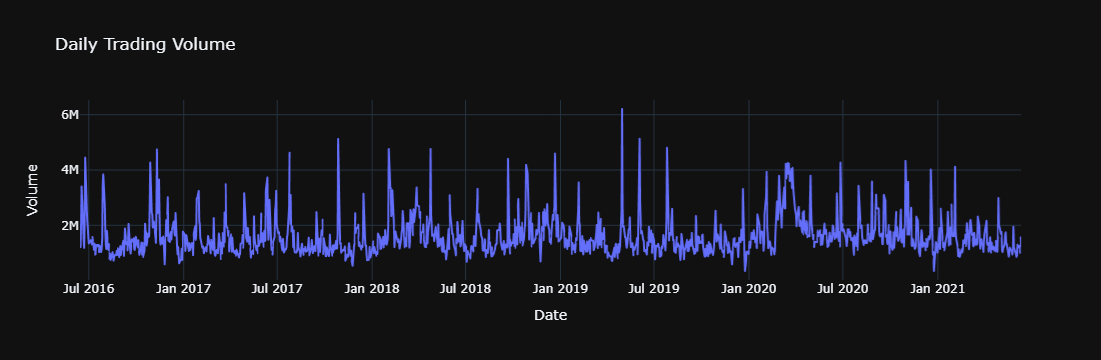 Daily Trading Volume
6M
4M
2M
Volume
Jul 2016 Jan 2017 Jul 2017 Jan 2018 Jul 2018 Jan 2019 Jul 2019 Jan 2020 Jul 2020 Jan 2021
Date